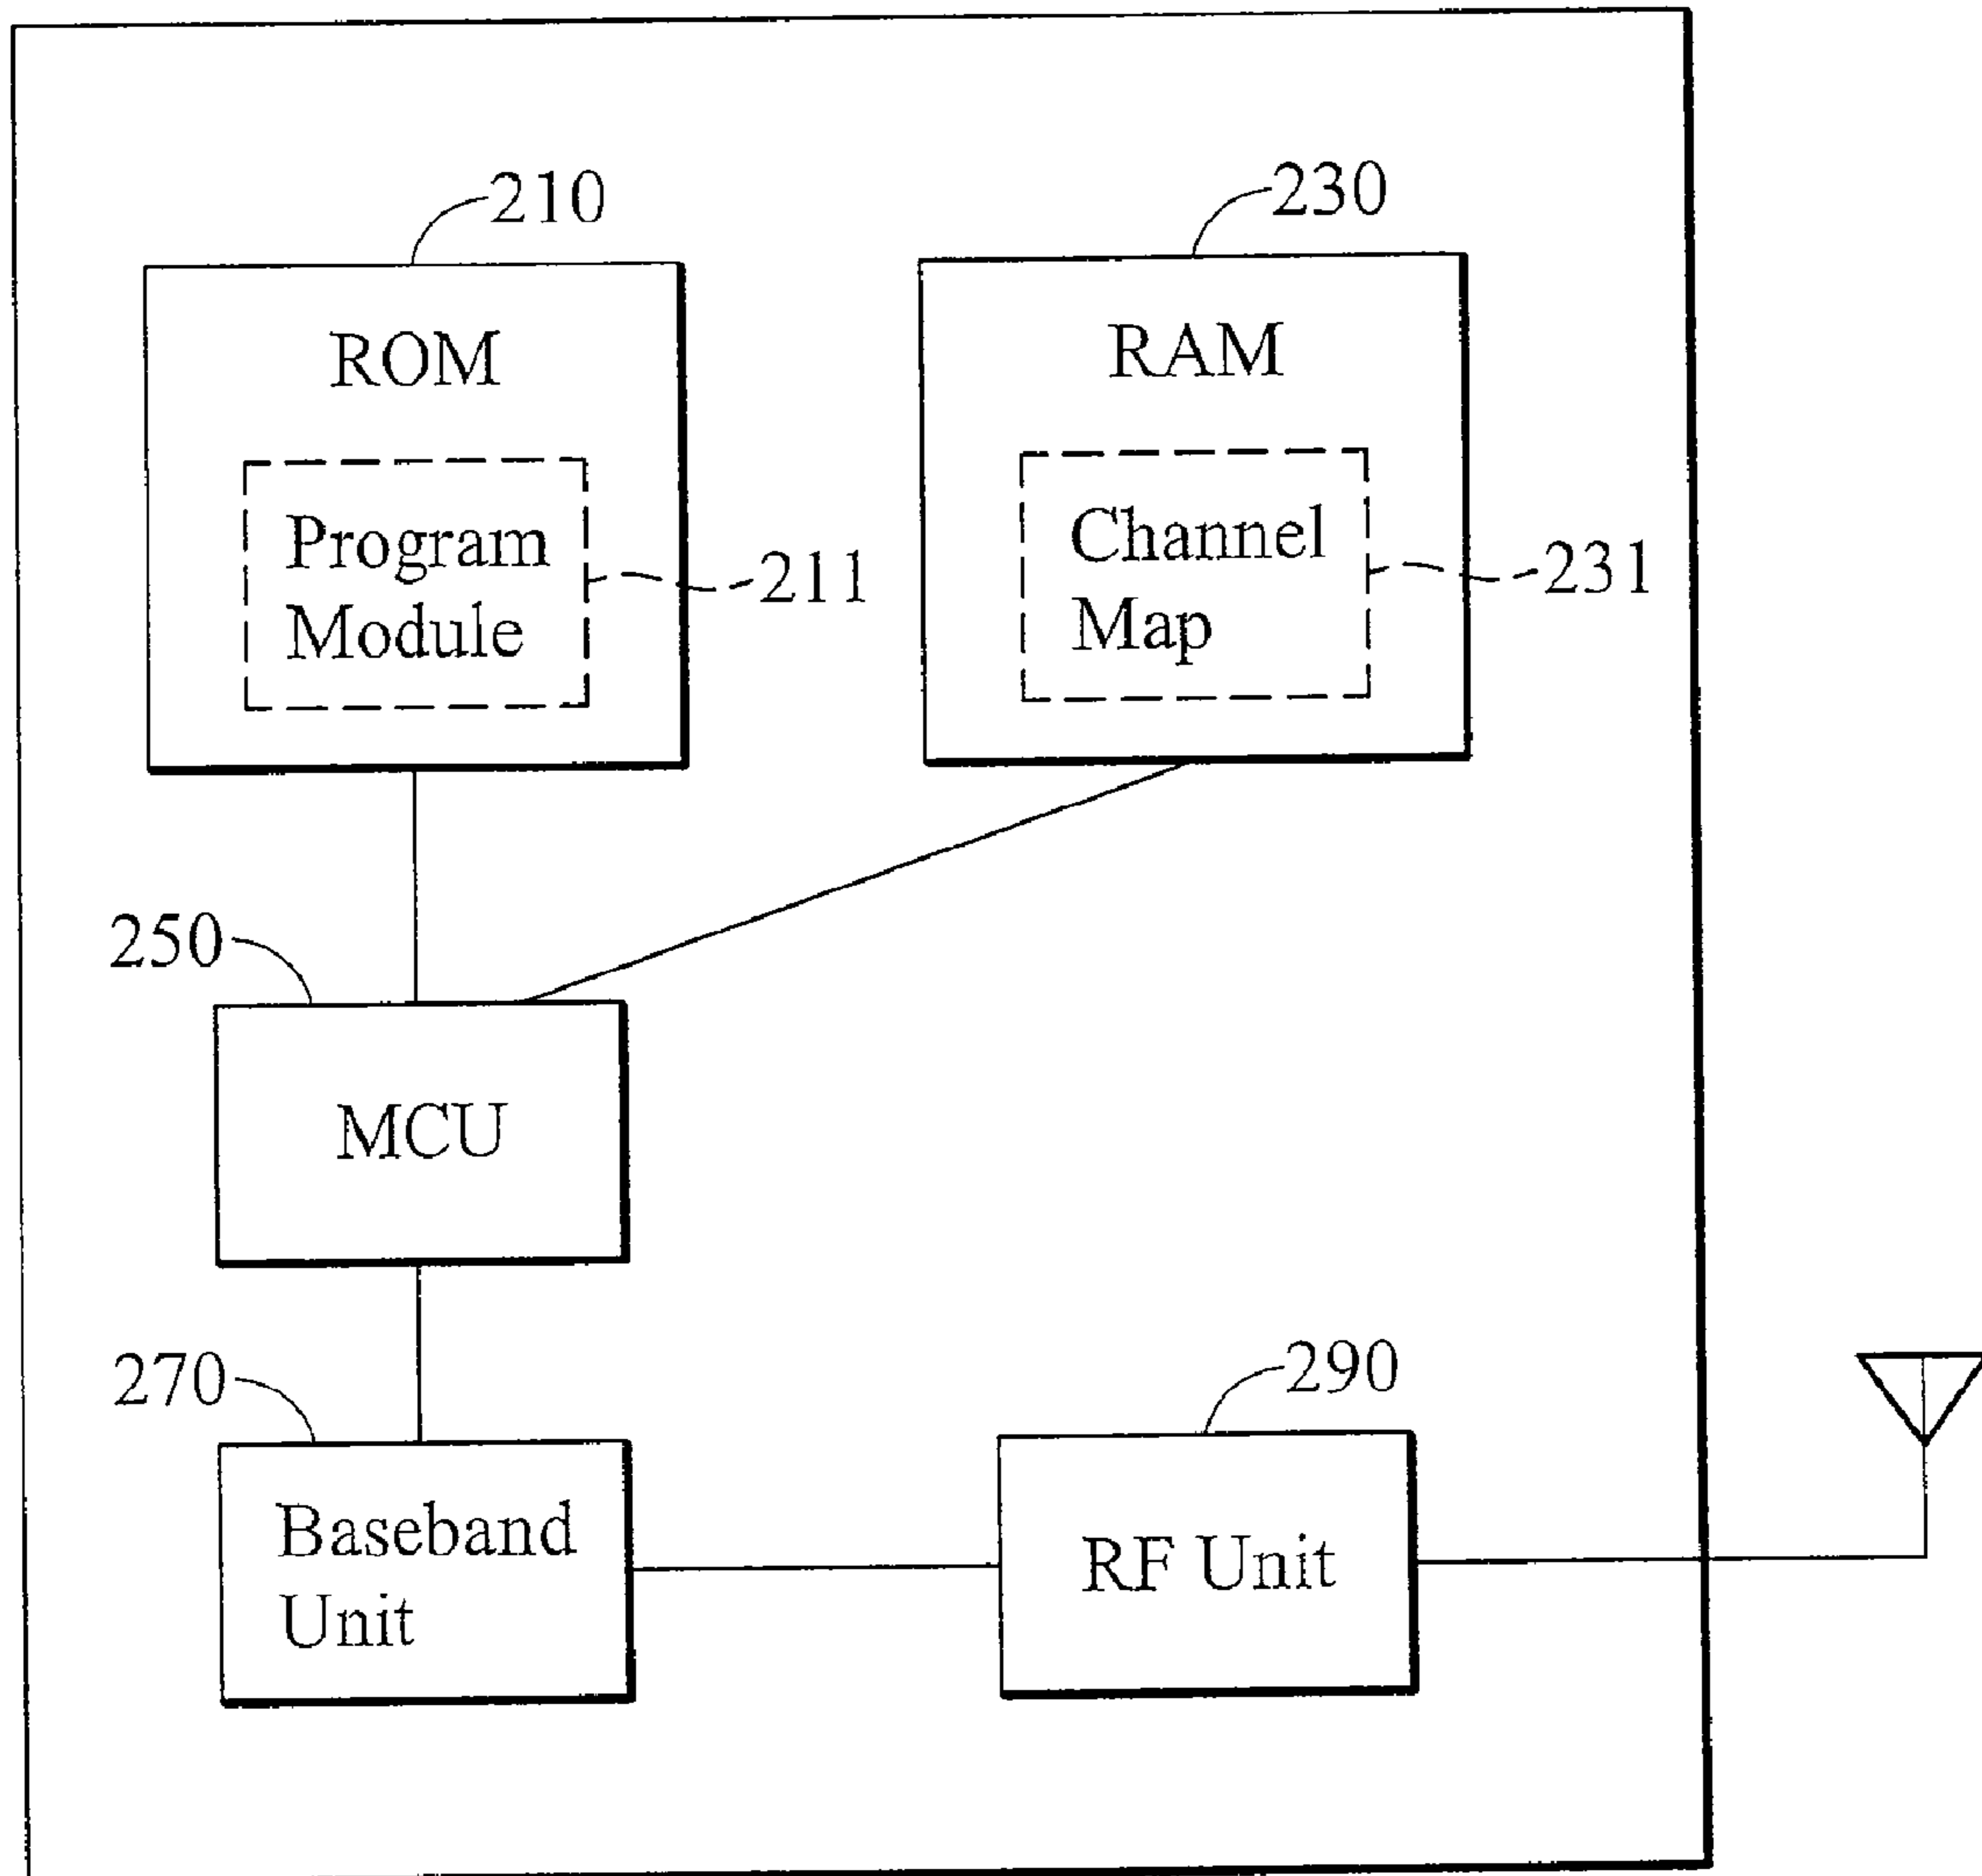 210
230
ROM
RAM
Program
Module
211
Channel
Map
231
250
MCU
270
290
Baseband
Unit
RF Unit